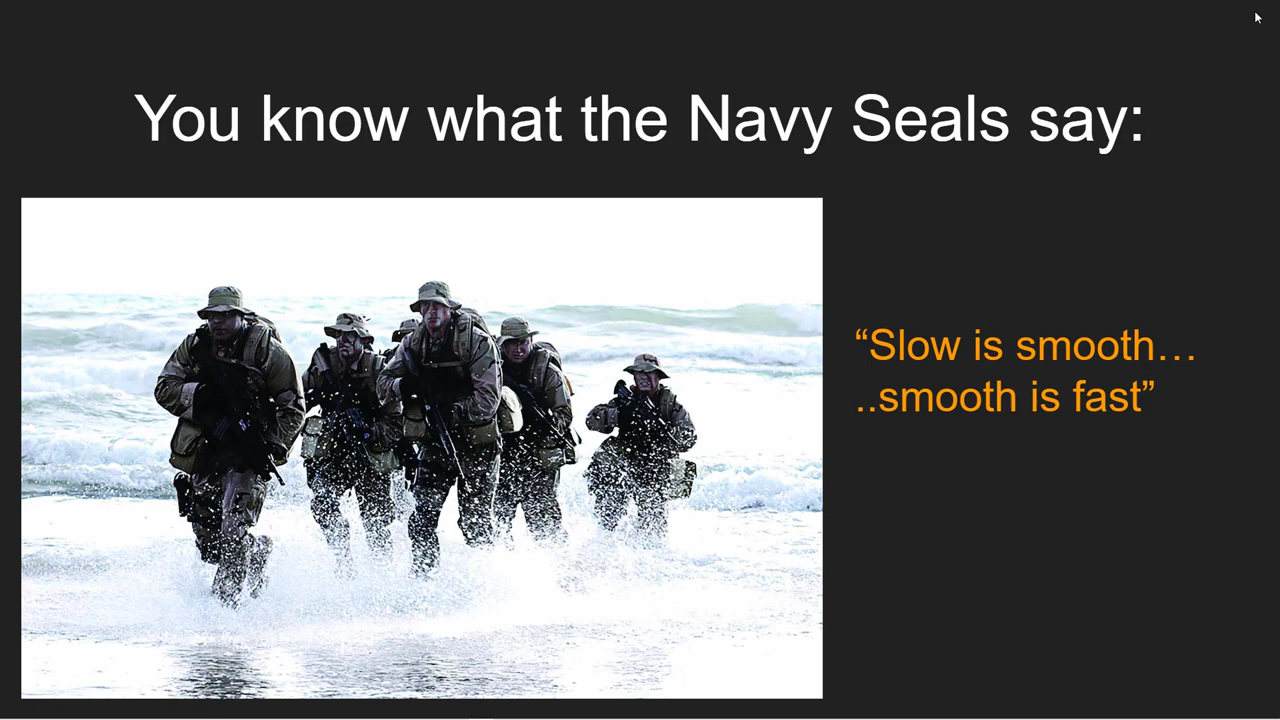 You know what the Navy Seals say:
“Slow is smooth…
..smooth is fast”